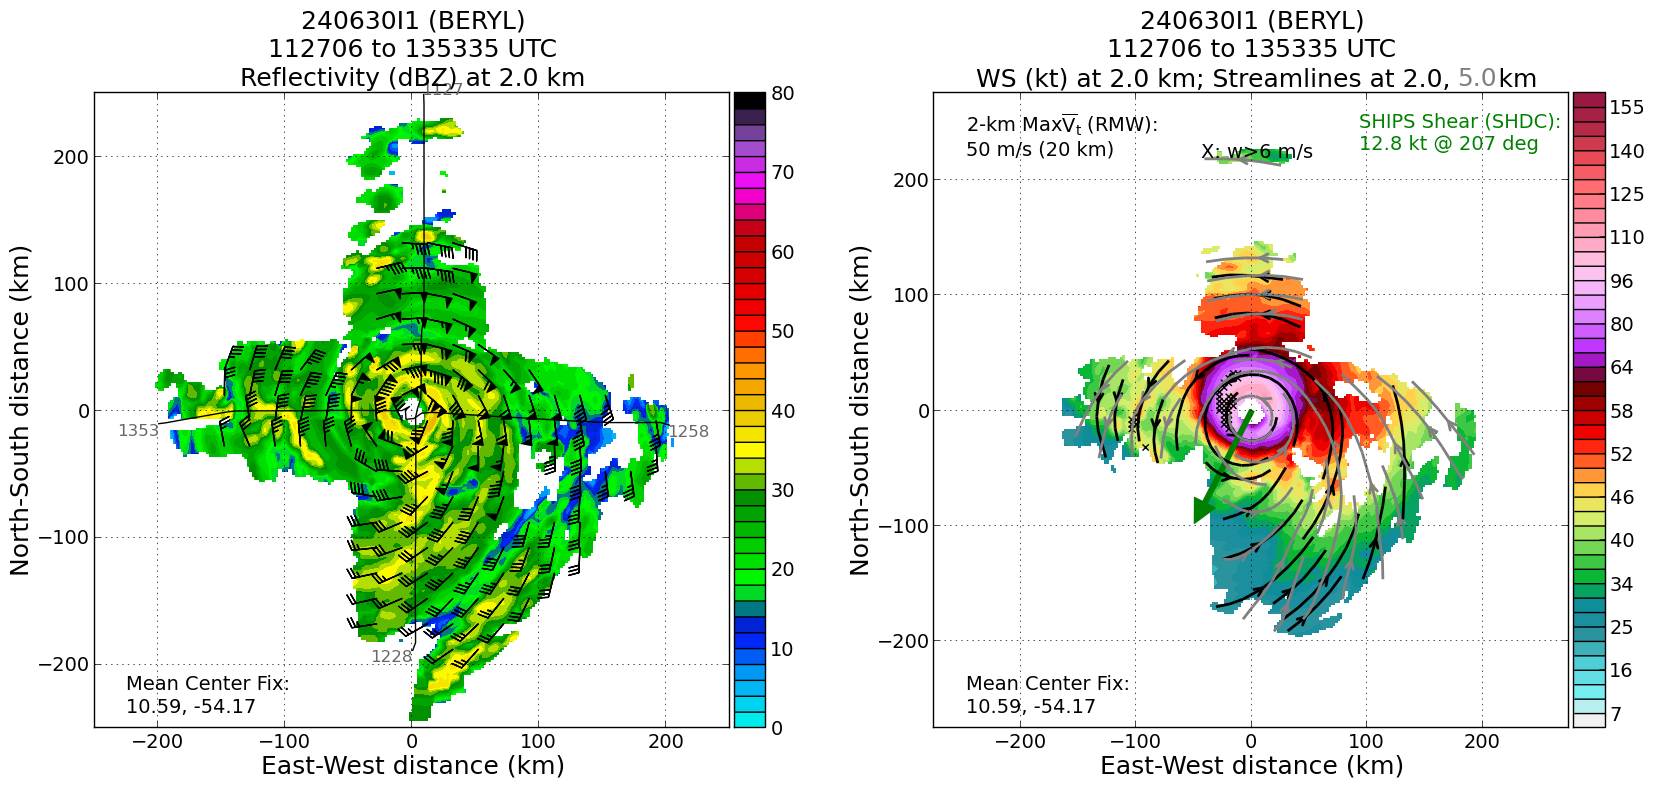 240630I1 (BERYL)
112706 to 135335 UTC
Reflectivity (dBZ) at 2.0 km
1127
1353
1258
1228
Mean Center Fix:
10.59, -54.17
200
100
0
−100
−200
−200
−100
0
100
200
North-South distance (km)
East-West distance (km)
80
70
60
50
40
30
20
10
0
240630I1 (BERYL)
112706 to 135335 UTC
WS (kt) at 2.0 km; Streamlines at 2.0, 5.0km
2-km MaxV̅t (RMW):
50 m/s (20 km)
X: w>6 m/s
SHIPS Shear (SHDC):
12.8 kt @ 207 deg
Mean Center Fix:
10.59, -54.17
200
100
0
−100
−200
−200
−100
0
100
200
North-South distance (km)
East-West distance (km)
155
140
125
110
96
80
64
58
52
46
40
34
25
16
7